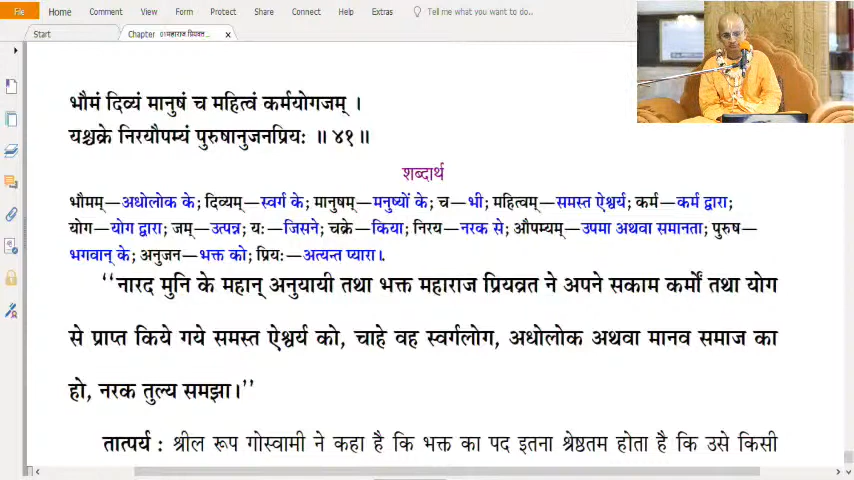 File Home Comment View Form Protect Share Connect Help Extras Tell me what you want to do..
Start Chapter ०1महाराज प्रियव्रत... x
भौमं दिव्यं मानुषं च महित्वं कर्मयोगजम् ।
यश्चक्रे निरयौपम्यं पुरुषानुजनप्रियः ॥ ४१॥
शब्दार्थ
भौमम्—अधोलोक के; दिव्यम्—स्वर्ग के; मानुषम्—मनुष्यों के; च—भी; महित्वम्—समस्त ऐश्वर्य; कर्म—कर्म द्वारा;
योग—योग द्वारा; जम्—उत्पन्न; यः—जिसने; चक्रे—किया; निरय—नरक से; औपम्यम्—उपमा अथवा समानता; पुरुष—
भगवान् के; अनुजन—भक्त को; प्रियः—अत्यन्त प्यारा।.
‘‘नारद मुनि के महान् अनुयायी तथा भक्त महाराज प्रियव्रत ने अपने सकाम कर्मों तथा योग
से प्राप्त किये गये समस्त ऐश्वर्य को, चाहे वह स्वर्गलोग, अधोलोक अथवा मानव समाज का
हो, नरक तुल्य समझा।’’
तात्पर्य : श्रील रूप गोस्वामी ने कहा है कि भक्त का पद इतना श्रेष्ठतम होता है कि उसे किसी